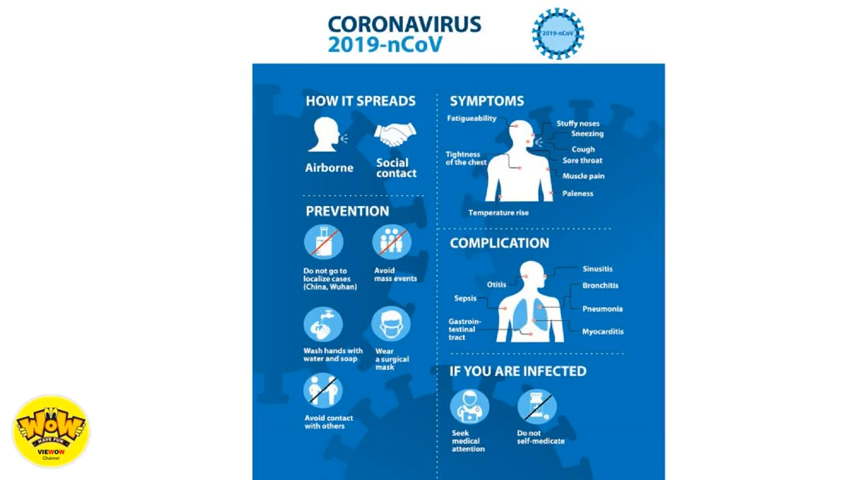 CORONAVIRUS
2019-nCoV
2019-nCoV
HOW IT SPREADS
Airborne
Social
contact
PREVENTION
Do not go to
localize cases
(China, Wuhan)
Avoid
mass events
Wash hands with
water and soap
Wear
a surgical
mask
Avoid contact
with others
SYMPTOMS
Fatigueability
Stuffy noses
Sneezing
Cough
Sore throat
Tightness
of the chest
Muscle pain
Paleness
Temperature rise
COMPLICATION
Otitis
Sinusitis
Bronchitis
Sepsis
Pneumonia
Gastroin-
testinal
tract
Myocarditis
IF YOU ARE INFECTED
Seek
medical
attention
Do not
self-medicate
WOW
HAVE FUN
VIEWOW
Channel